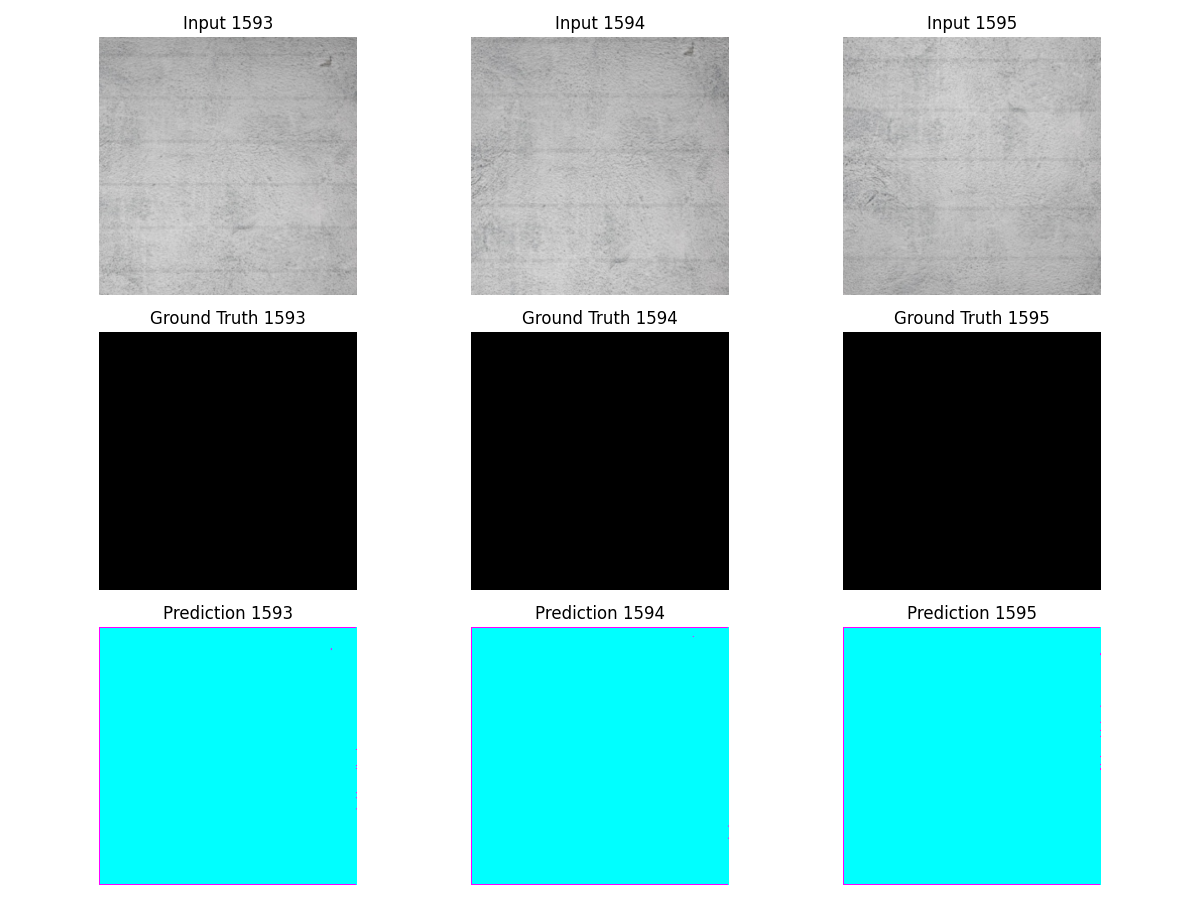 Input 1593
Input 1594
Input 1595
Ground Truth 1593
Ground Truth 1594
Ground Truth 1595
Prediction 1593
Prediction 1594
Prediction 1595